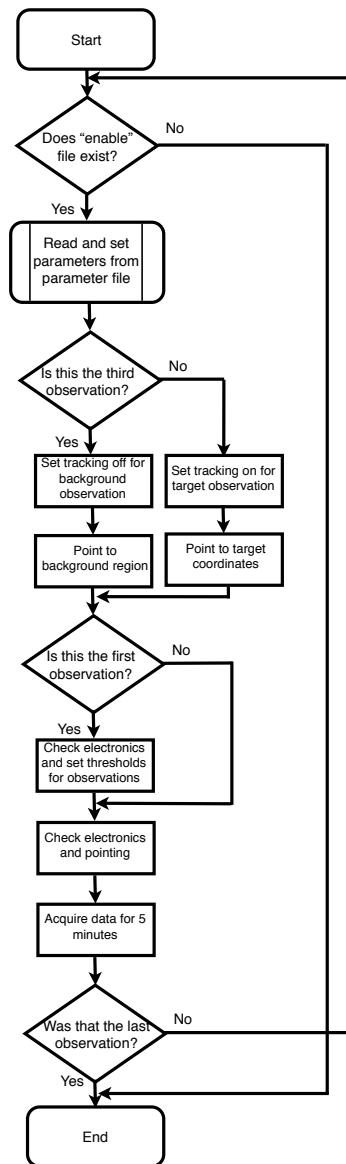 Start
Does “enable”
file exist?
No
Yes
Read and set
parameters from
parameter file
Is this the third
observation?
No
Yes
Set tracking off for
background
observation
Set tracking on for
target observation
Point to
background region
Point to target
coordinates
Is this the first
observation?
No
Yes
Check electronics
and set thresholds
for observations
Check electronics
and pointing
Acquire data for 5
minutes
Was that the last
observation?
No
Yes
End